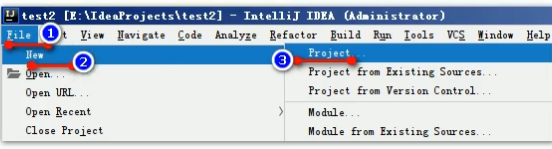 test2 [E:\IdeaProjects\test2] - IntelliJ IDEA (Administrator)
File 1 t View Navigate Code Analyze Refactor Build Run Tools VCS Window Help
New 2 3 Project...
Open... Project from Existing Sources...
Open URL... Project from Version Control...
Open Recent > Module...
Close Project Module from Existing Sources...